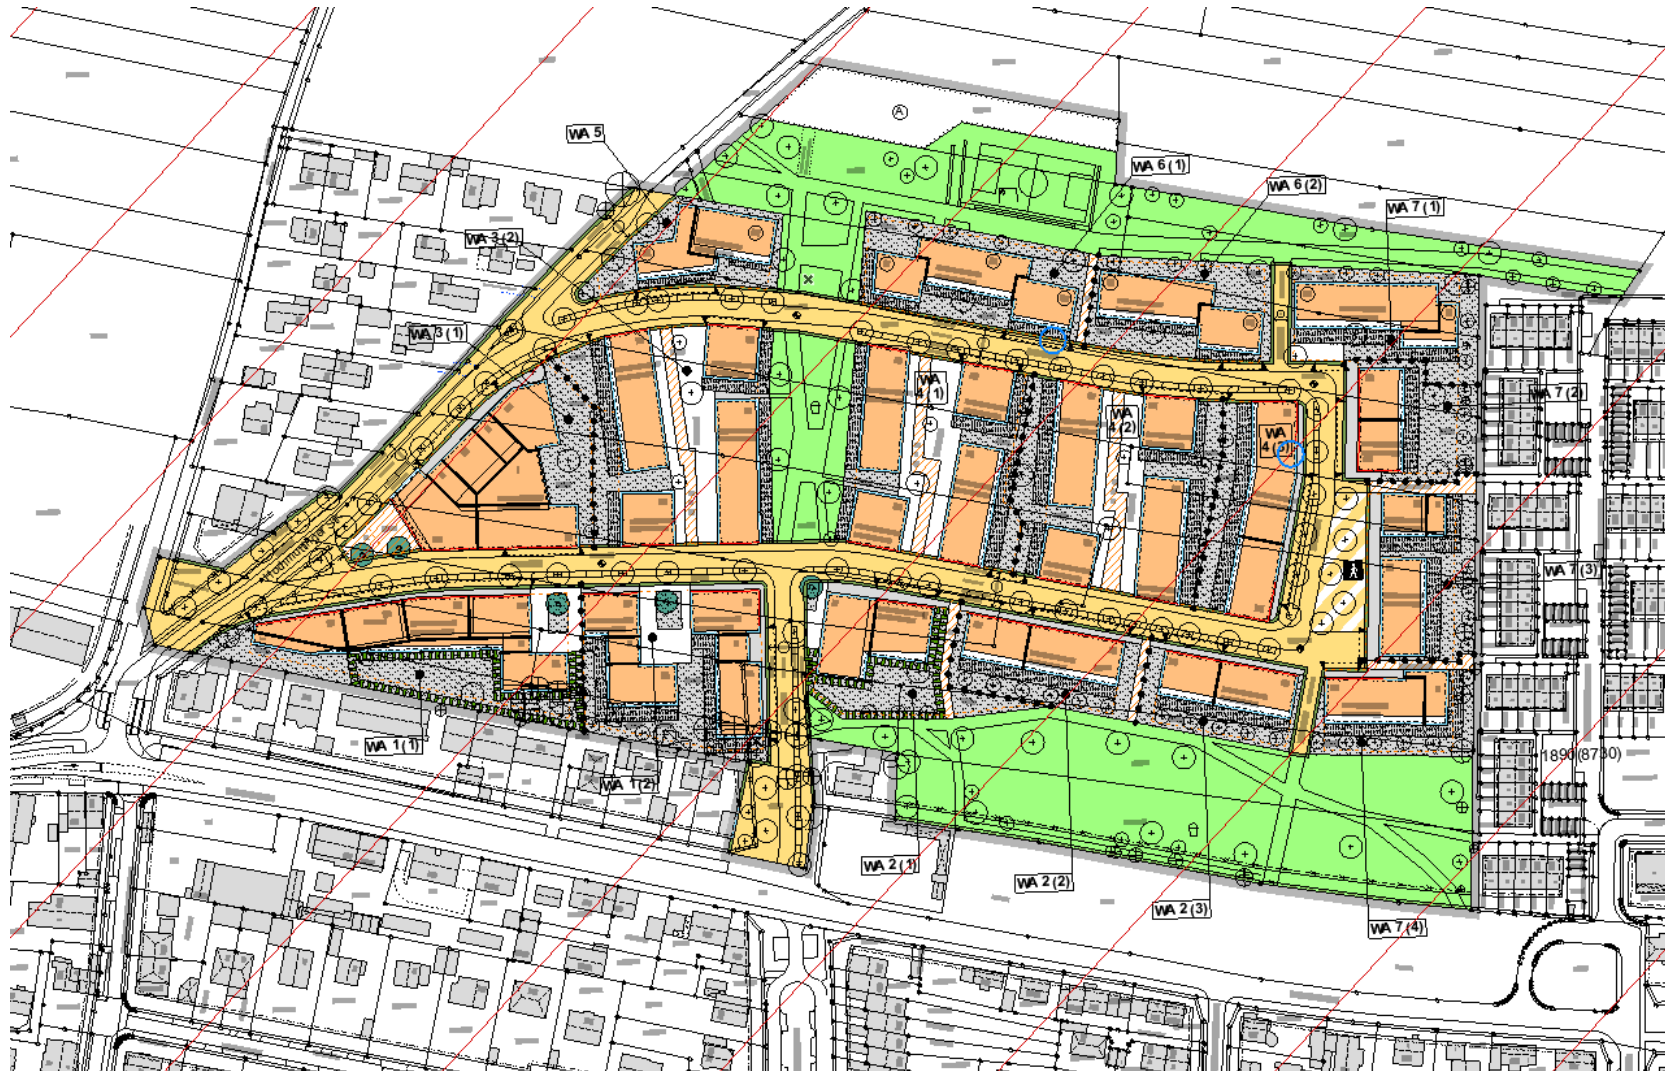 A
WA 5
WA 6 (1)
WA 6 (2)
WA 7 (1)
WA 3 (2)
WA 3 (1)
WA
4 (1)
WA 7 (2)
WA
4 (2)
WA
WA 7 (3)
WA 1 (1)
1890(8730)
WA 1 (2)
WA 2 (1)
WA 2 (2)
WA 2 (3)
WA 7 (4)